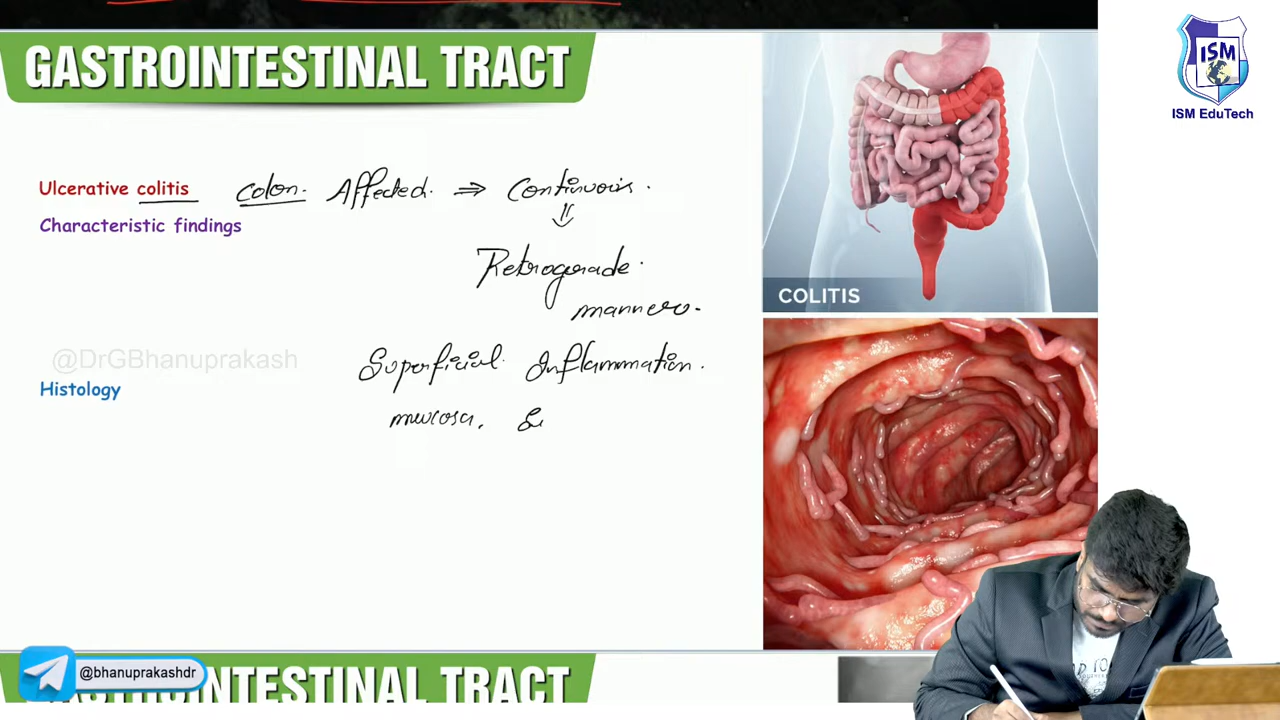 GASTROINTESTINAL TRACT
ISM
ISM EduTech
Ulcerative colitis colon. Affected. ⇒ Continuous.
Characteristic findings
Retrograde
manner.
COLITIS
@DrGBhanuprakash
Superficial Inflammation.
Histology
mucosa.
@bhanuprakashdr
GASTROINTESTINAL TRACT